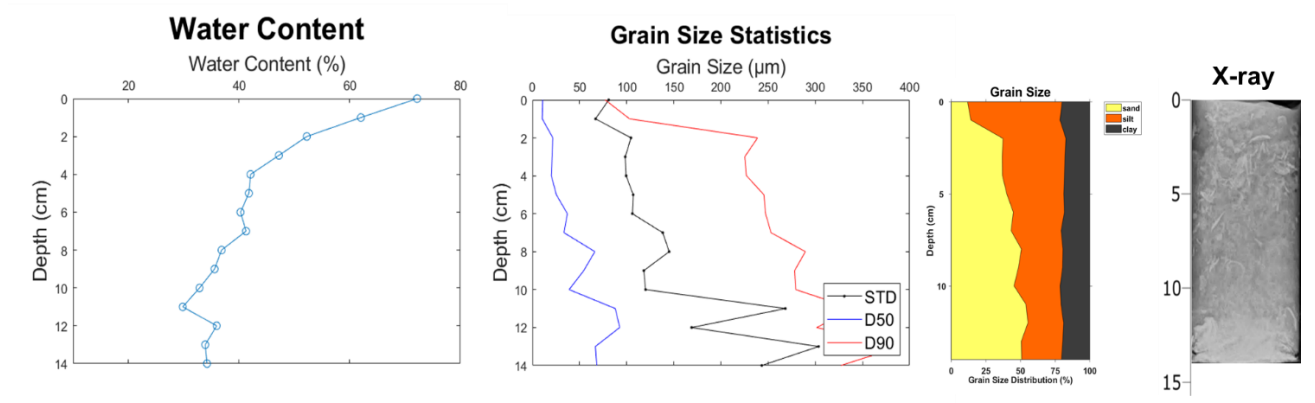 Water Content
Water Content (%)
20 40 60 80
0
2
4
6
8
10
12
14
Depth (cm)
Grain Size Statistics
Grain Size (µm)
0 50 100 150 200 250 300 350 400
0
2
4
6
8
10
12
14
Depth (cm)
STD
D50
D90
Grain Size
0
5
10
Depth (cm)
0 25 50 75 100
Grain Size Distribution (%)
sand
silt
clay
X-ray
0
5
10
15